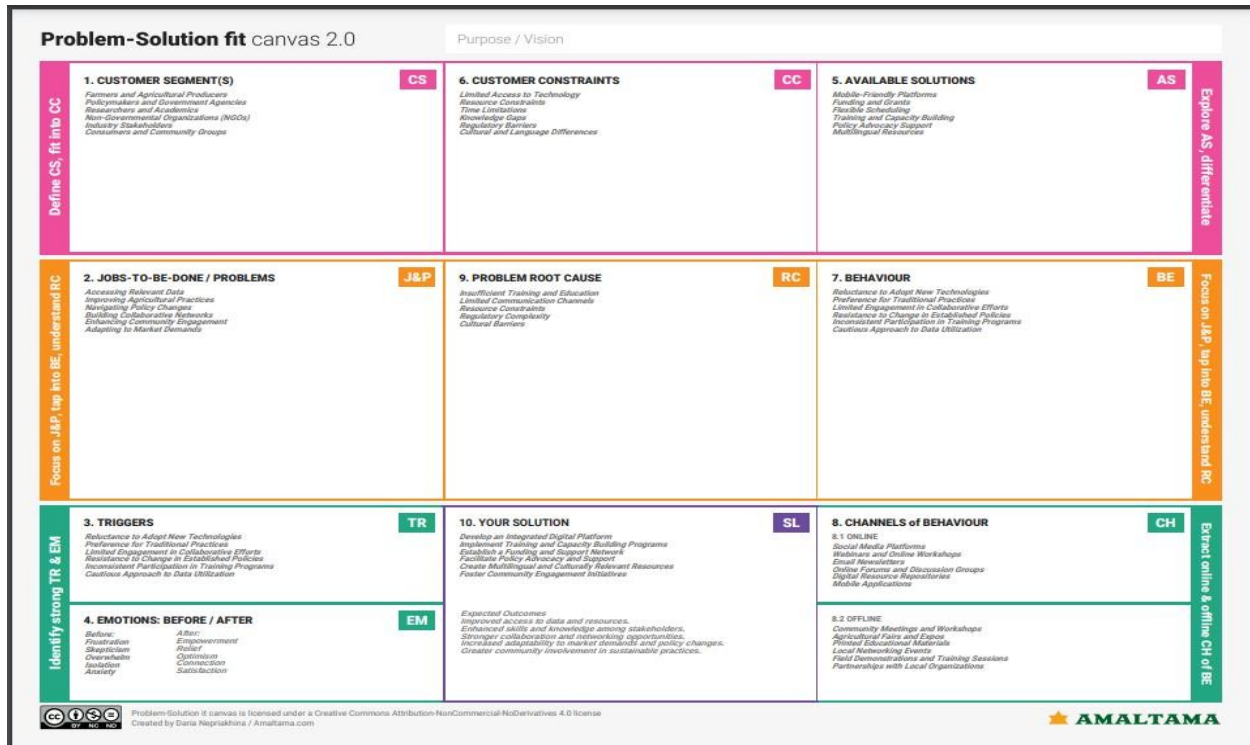 Problem-Solution fit canvas 2.0
Purpose / Vision
Define CS, fit into CC
1. CUSTOMER SEGMENT(S)
CS
Farmers and Agricultural Producers
Policymakers and Government Agencies
Researchers and Academics
Non-Governmental Organizations (NGOs)
Industry Stakeholders
Consumers and Community Groups
6. CUSTOMER CONSTRAINTS
CC
Limited Access to Technology
Resource Constraints
Time Limitations
Knowledge Gaps
Regulatory Barriers
Cultural and Language Differences
5. AVAILABLE SOLUTIONS
AS
Mobile-Friendly Platforms
Funding and Grants
Flexible Scheduling
Training and Capacity Building
Policy Advocacy Support
Multilingual Resources
Explore AS, differentiate
Focus on J&P, tap into BE, understand RC
2. JOBS-TO-BE-DONE / PROBLEMS
J&P
Accessing Relevant Data
Improving Agricultural Practices
Navigating Policy Changes
Building Collaborative Networks
Enhancing Community Engagement
Adapting to Market Demands
9. PROBLEM ROOT CAUSE
RC
Insufficient Training and Education
Limited Communication Channels
Resource Constraints
Regulatory Complexity
Cultural Barriers
7. BEHAVIOUR
BE
Reluctance to Adopt New Technologies
Preference for Traditional Practices
Limited Engagement in Collaborative Efforts
Resistance to Change in Established Policies
Inconsistent Participation in Training Programs
Cautious Approach to Data Utilization
Focus on J&P, tap into BE, understand RC
Identify strong TR & EM
3. TRIGGERS
TR
Reluctance to Adopt New Technologies
Preference for Traditional Practices
Limited Engagement in Collaborative Efforts
Resistance to Change in Established Policies
Inconsistent Participation in Training Programs
Cautious Approach to Data Utilization
4. EMOTIONS: BEFORE / AFTER
EM
Before:
Frustration
Skepticism
Overwhelm
Isolation
Anxiety
After:
Empowerment
Relief
Optimism
Connection
Satisfaction
10. YOUR SOLUTION
SL
Develop an Integrated Digital Platform
Implement Training and Capacity Building Programs
Establish a Funding and Support Network
Facilitate Policy Advocacy and Support
Create Multilingual and Culturally Relevant Resources
Foster Community Engagement Initiatives
Expected Outcomes
Improved access to data and resources.
Enhanced skills and knowledge among stakeholders.
Stronger collaboration and networking opportunities.
Increased adaptability to market demands and policy changes.
Greater community involvement in sustainable practices.
8. CHANNELS of BEHAVIOUR
CH
8.1 ONLINE
Social Media Platforms
Webinars and Online Workshops
Email Newsletters
Online Forums and Discussion Groups
Digital Resource Repositories
Mobile Applications
8.2 OFFLINE
Community Meetings and Workshops
Agricultural Fairs and Expos
Printed Educational Materials
Local Networking Events
Field Demonstrations and Training Sessions
Partnerships with Local Organizations
Extract online & offline CH of BE
cc BY NC ND
Problem-Solution it canvas is licensed under a Creative Commons Attribution-NonCommercial-NoDerivatives 4.0 license
Created by Daria Nepriakhina / Amaltama.com
AMALTAMA